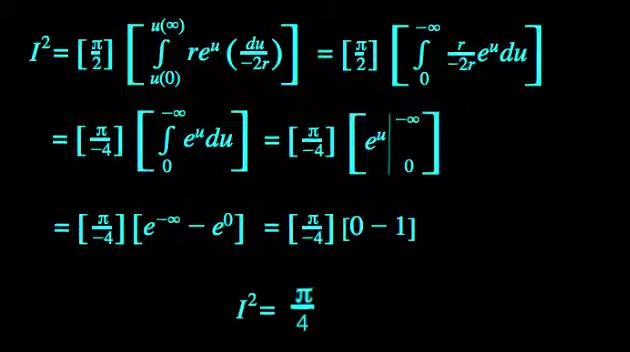 I² = [π/2] [ ∫_{u(0)}^{u(∞)} re^u (du/−2r) ] = [π/2] [ ∫_0^{−∞} r/−2r e^u du ]
= [π/−4] [ ∫_0^{−∞} e^u du ] = [π/−4] [ e^u |_0^{−∞} ]
= [π/−4] [e^{−∞} − e^0] = [π/−4] [0 − 1]
I² = π/4